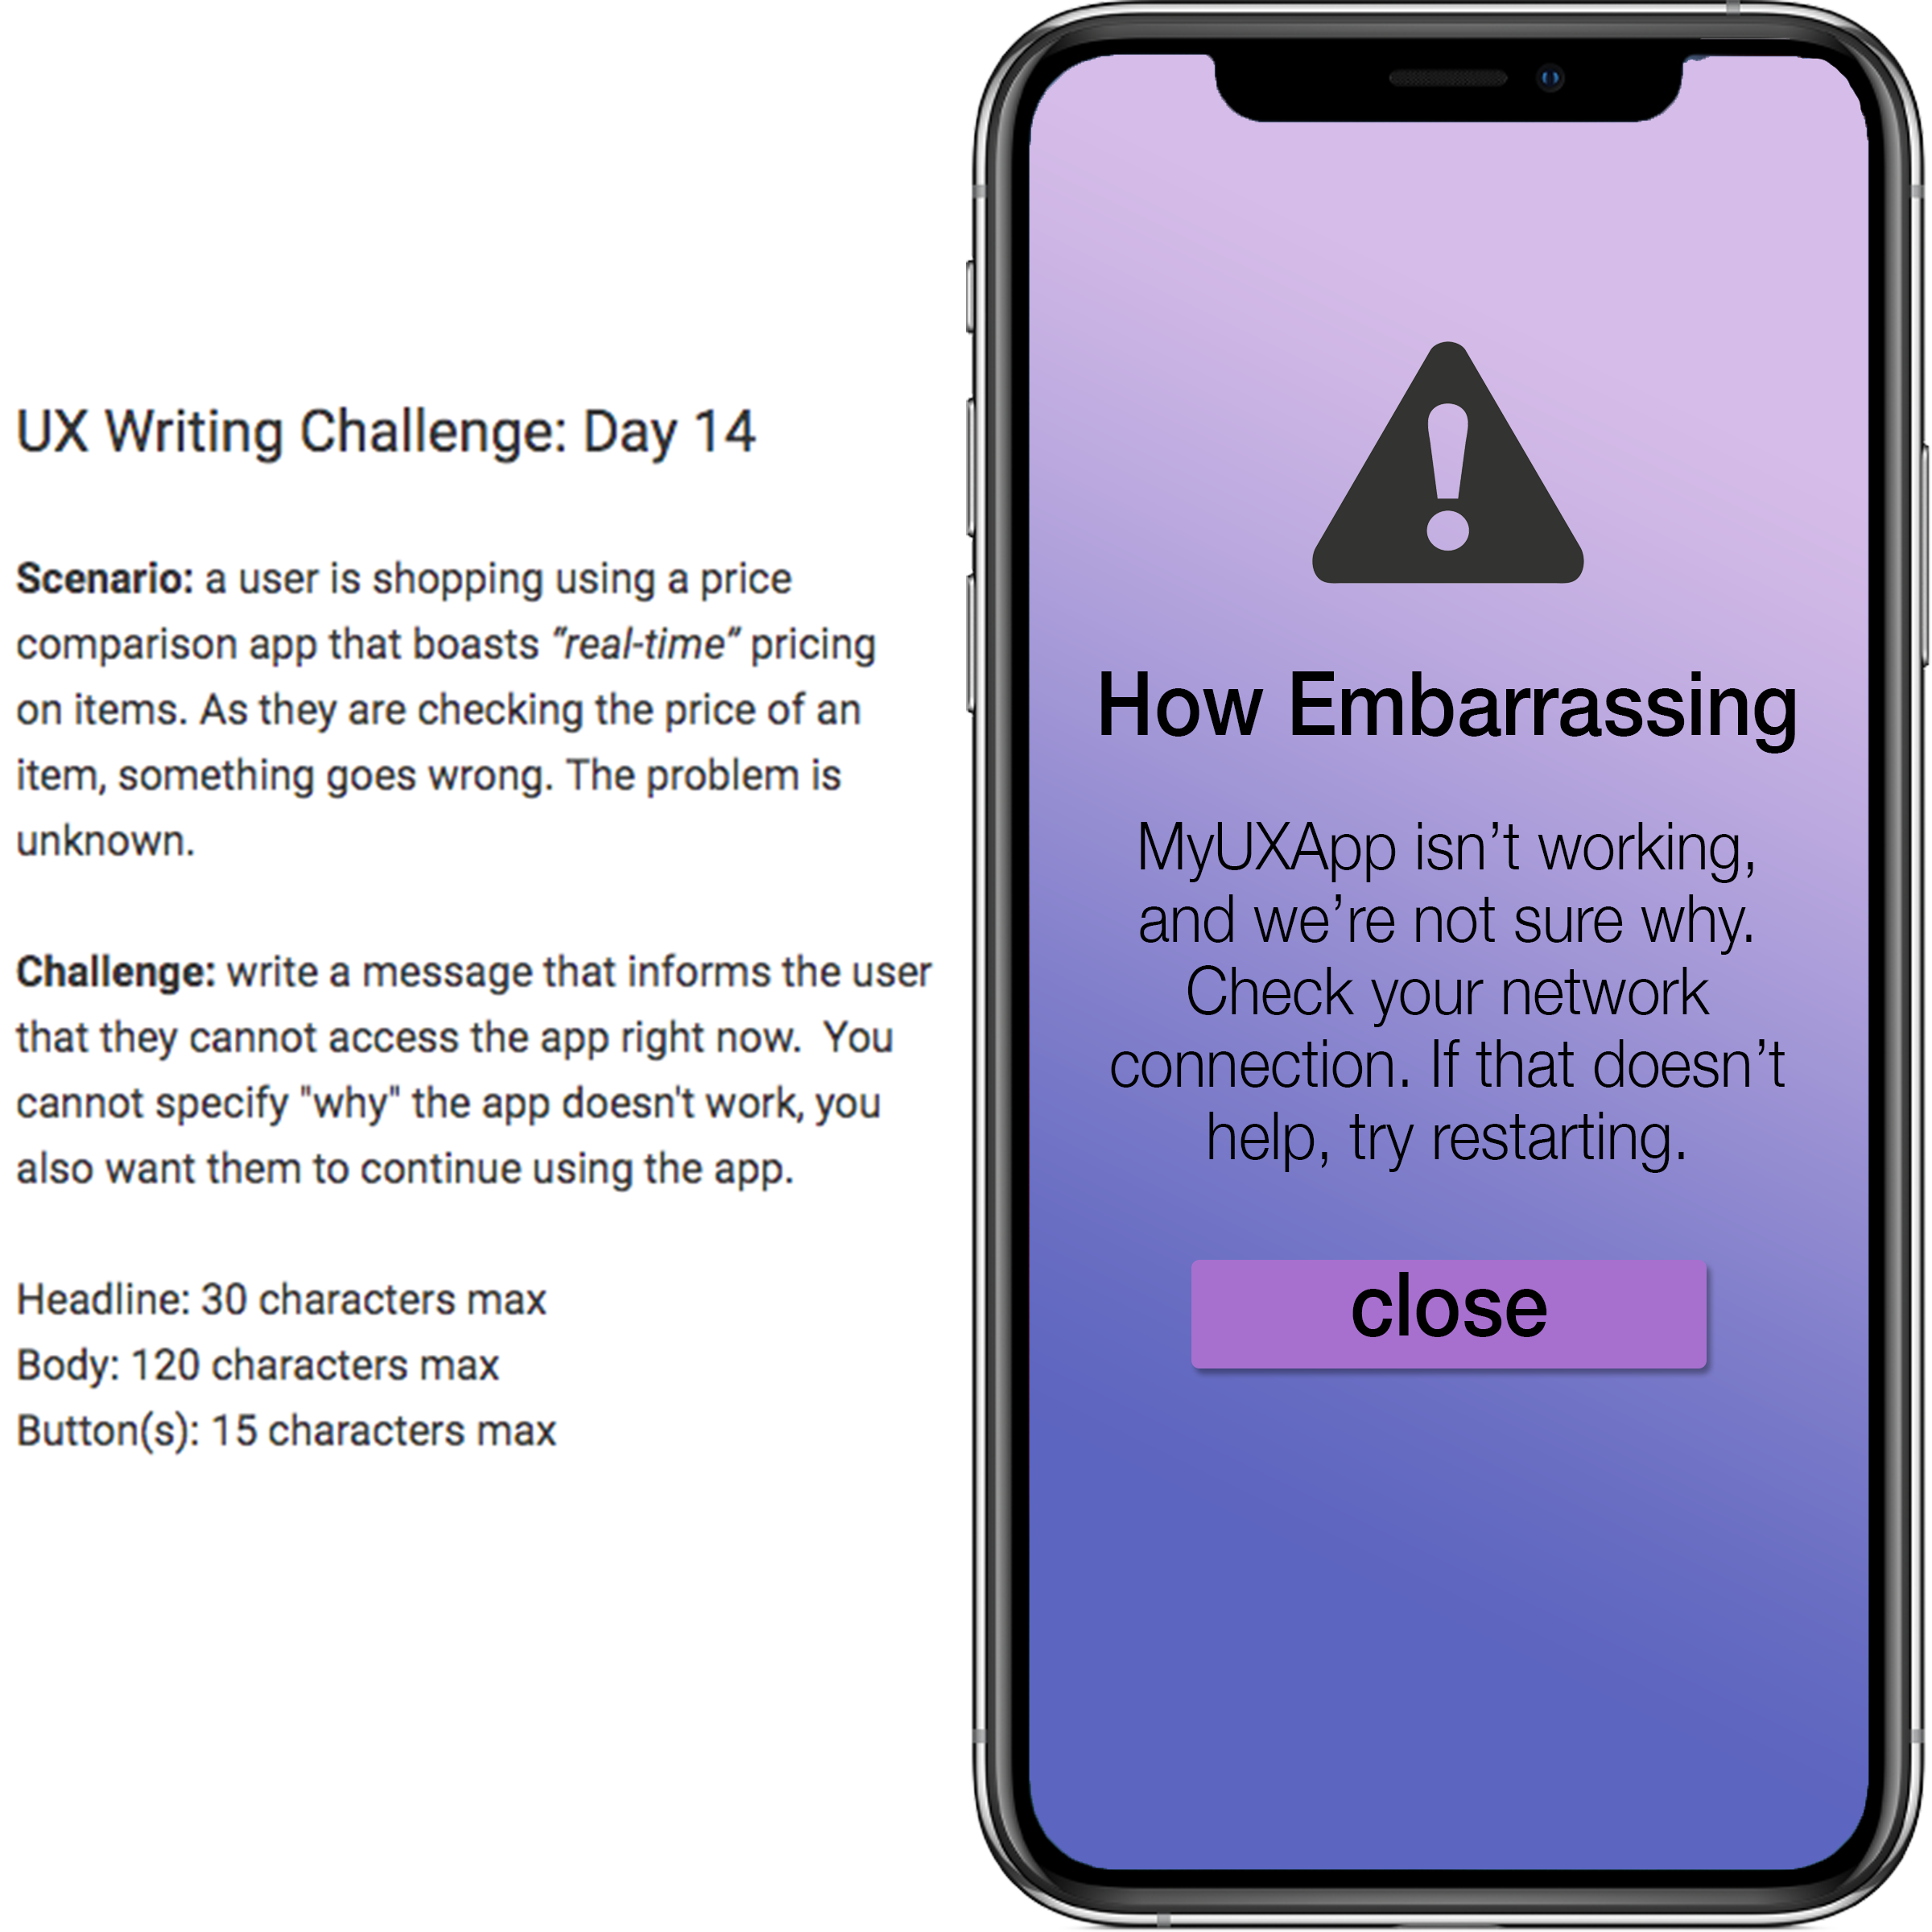 UX Writing Challenge: Day 14
Scenario: a user is shopping using a price
comparison app that boasts “real-time” pricing
on items. As they are checking the price of an
item, something goes wrong. The problem is
unknown.
Challenge: write a message that informs the user
that they cannot access the app right now.  You
cannot specify "why" the app doesn't work, you
also want them to continue using the app.
Headline: 30 characters max
Body: 120 characters max
Button(s): 15 characters max
How Embarrassing
MyUXApp isn’t working,
and we’re not sure why.
Check your network
connection. If that doesn’t
help, try restarting.
close